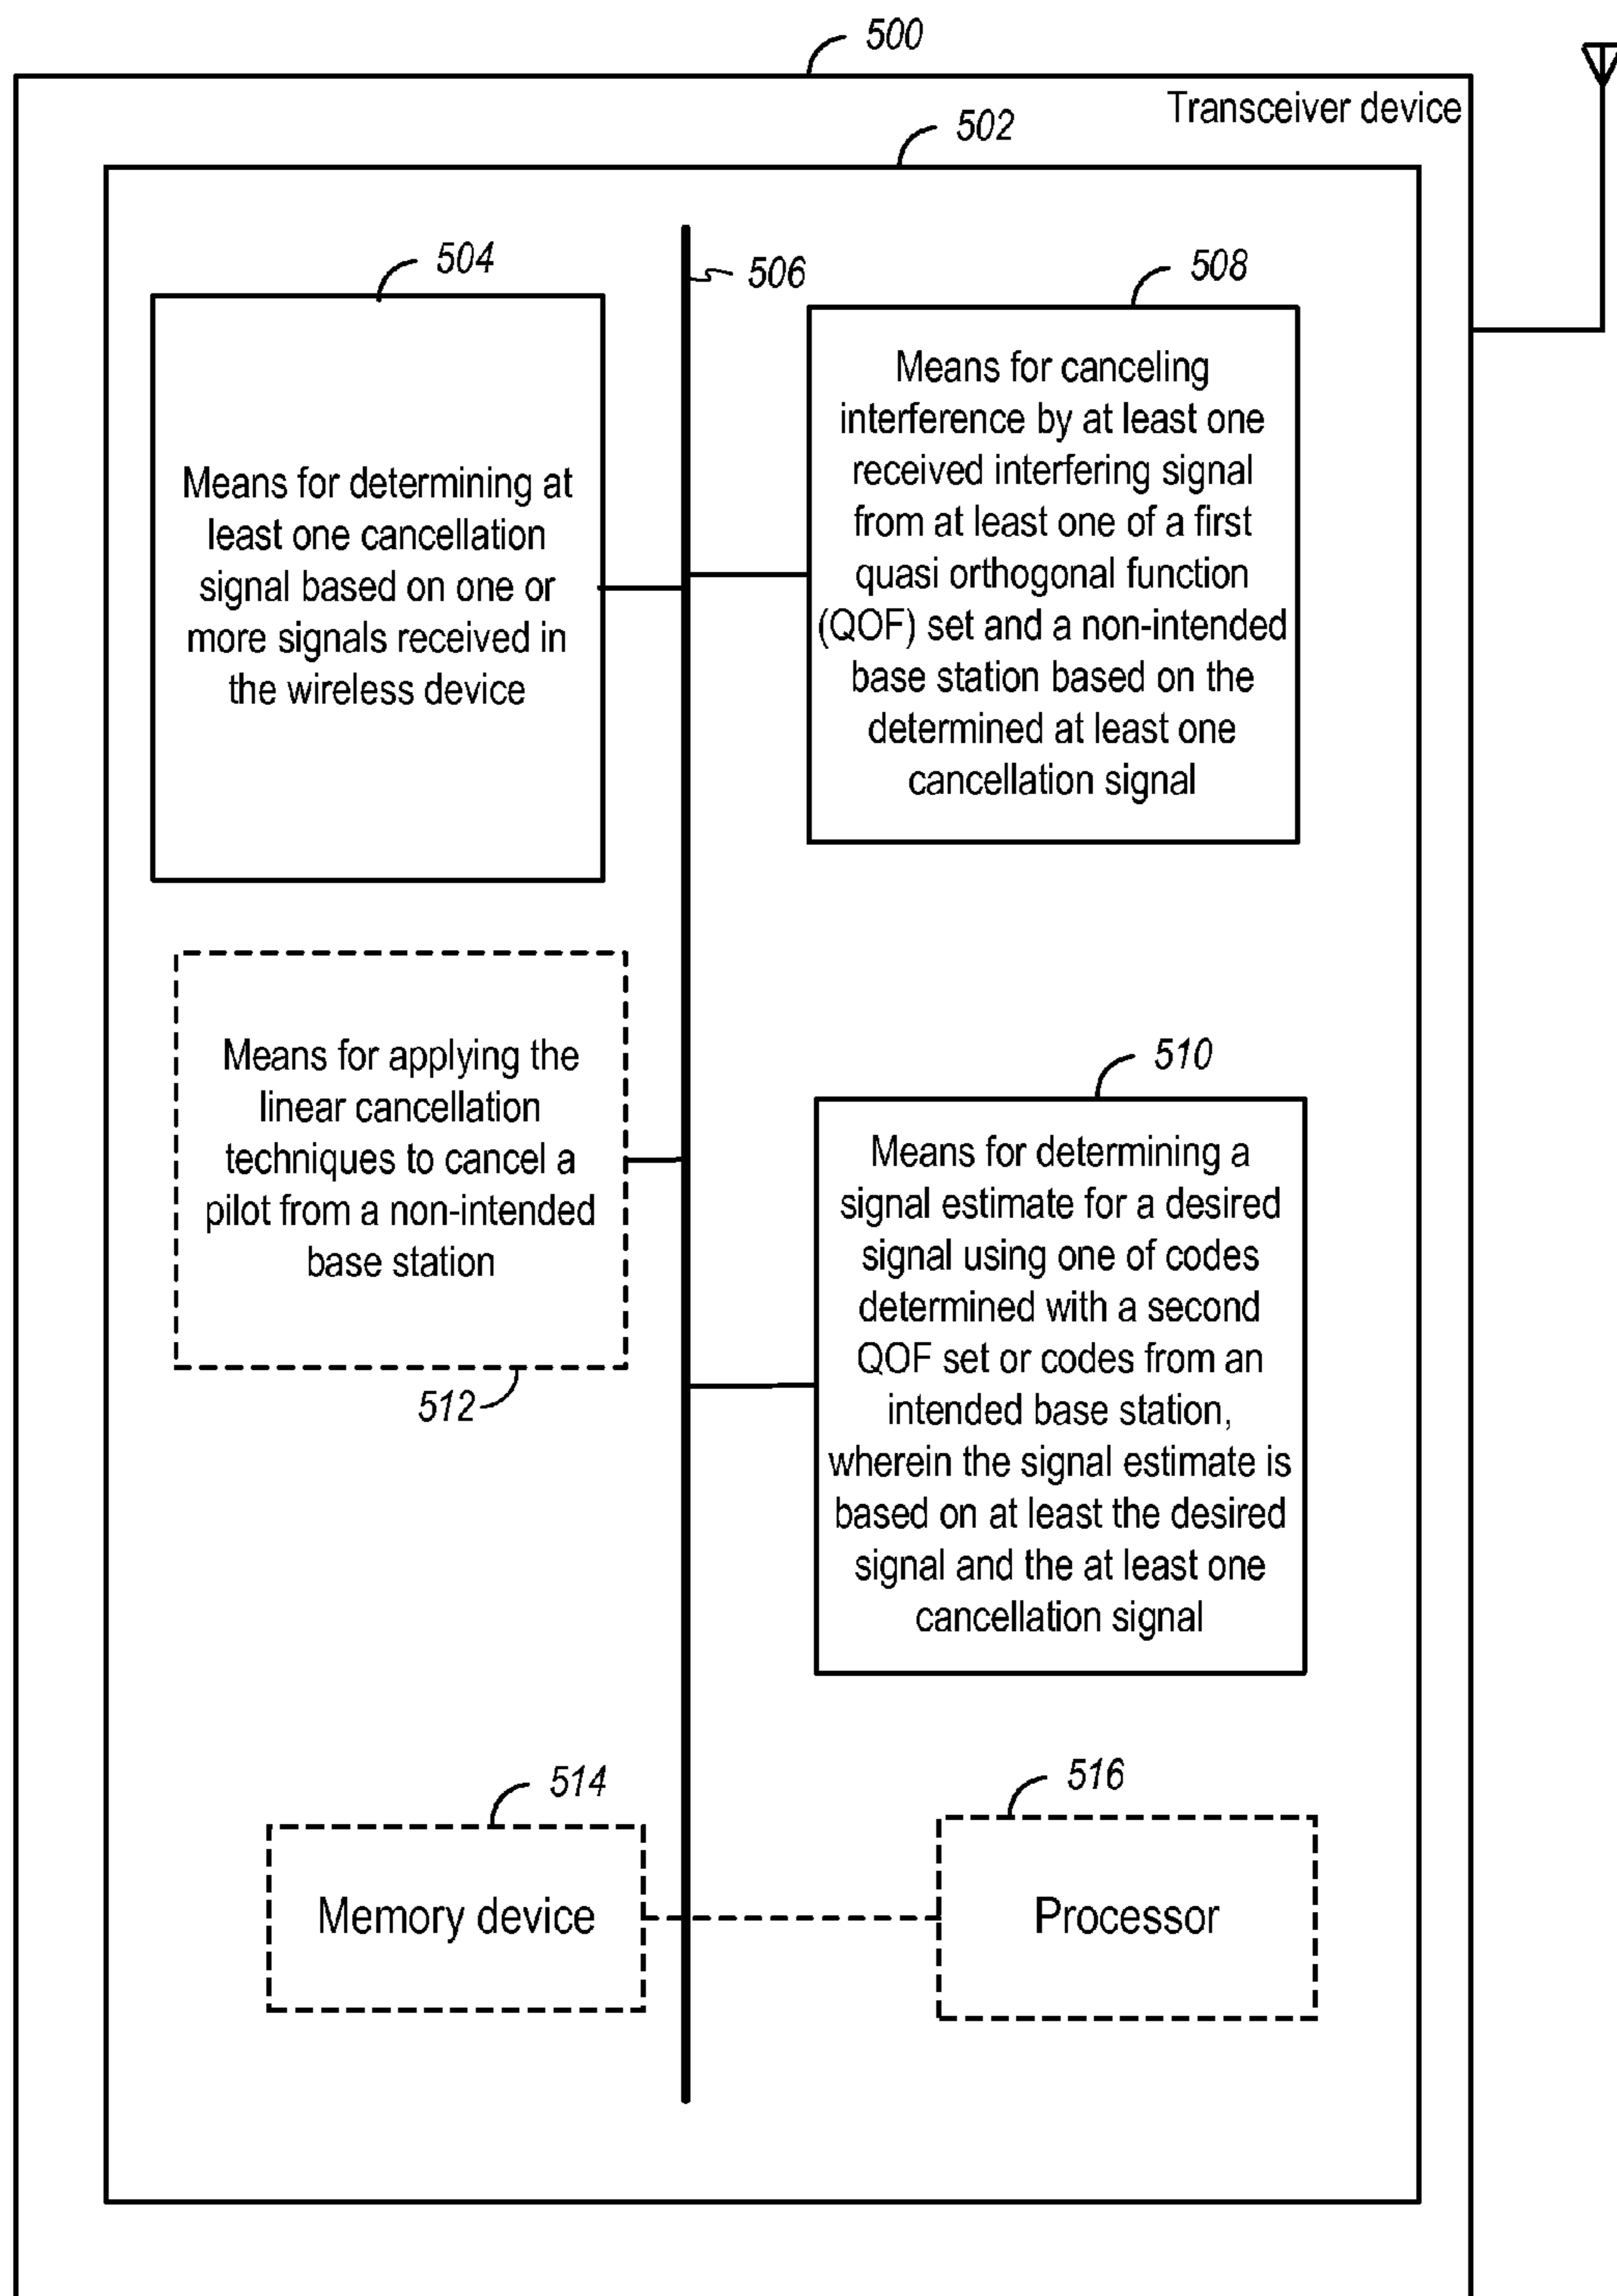 500
Transceiver device
502
504
Means for determining at
least one cancellation
signal based on one or
more signals received in
the wireless device
506
508
Means for canceling
interference by at least one
received interfering signal
from at least one of a first
quasi orthogonal function
(QOF) set and a non-intended
base station based on the
determined at least one
cancellation signal
Means for applying the
linear cancellation
techniques to cancel a
pilot from a non-intended
base station
512
510
Means for determining a
signal estimate for a desired
signal using one of codes
determined with a second
QOF set or codes from an
intended base station,
wherein the signal estimate is
based on at least the desired
signal and the at least one
cancellation signal
514
Memory device
516
Processor